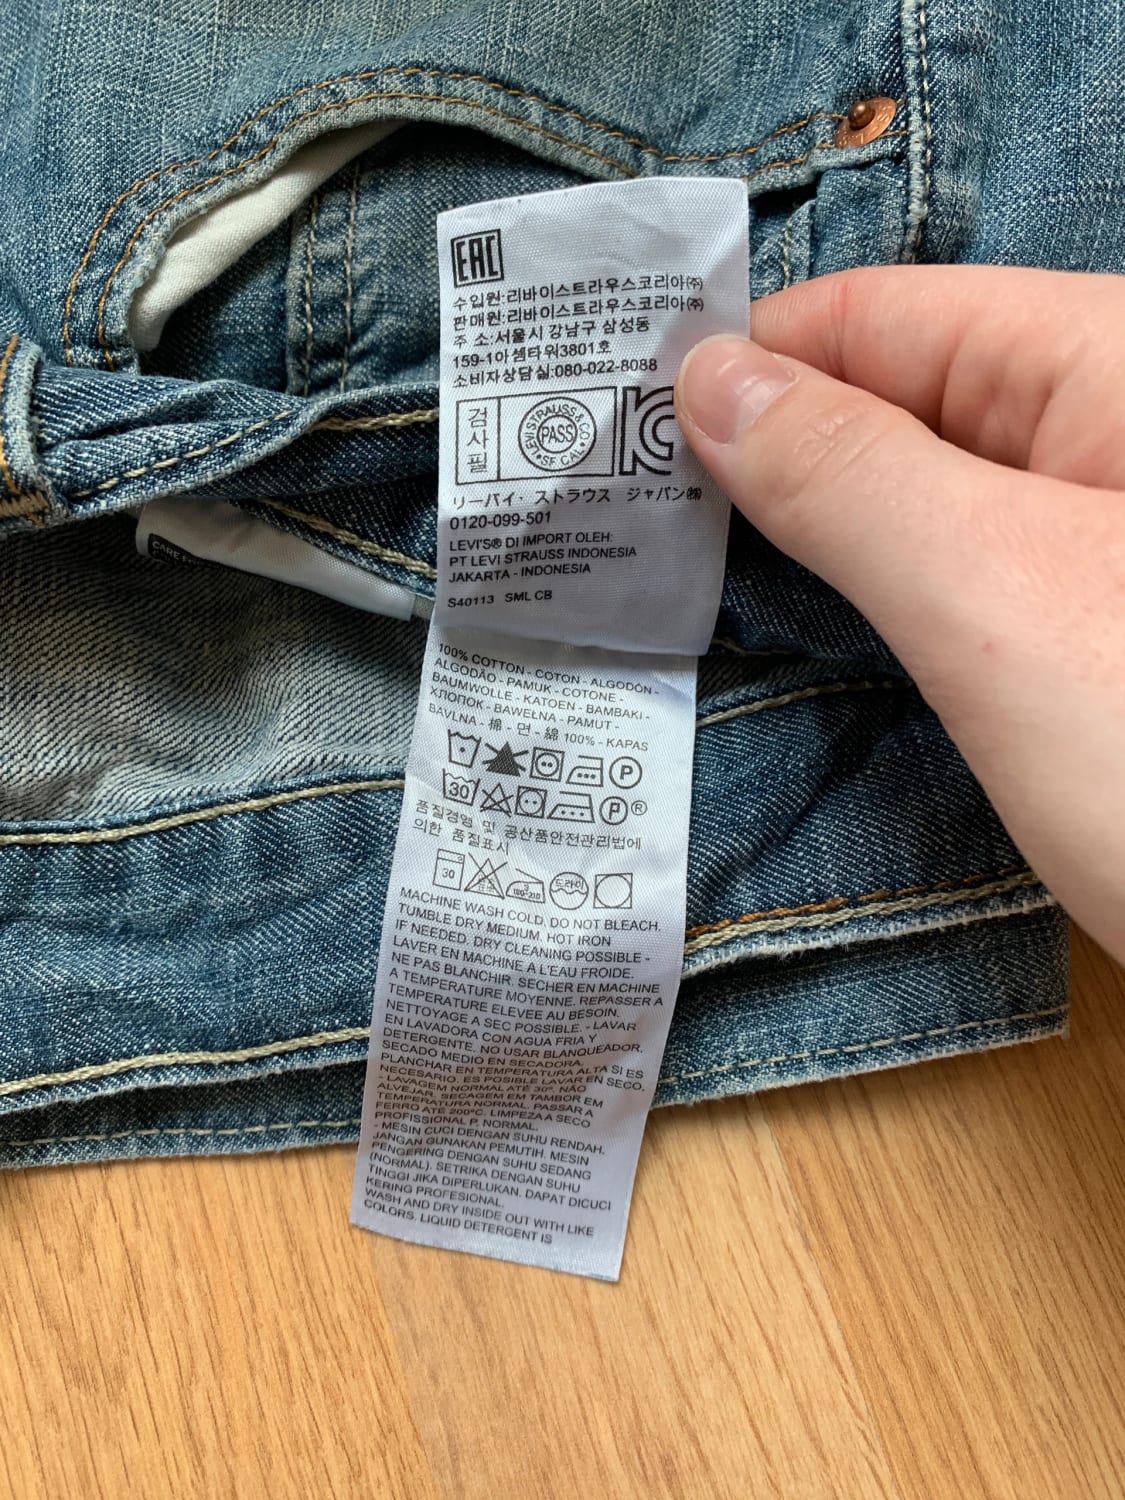 EAC
수입원:리바이스트라우스코리아㈜
판매원:리바이스트라우스코리아㈜
주 소:서울시 강남구 삼성동
159-1아셈타워3801호
소비자상담실:080-022-8088
검사필
LEVI STRAUSS & CO
PASS
SF CAL
リーバイ・ストラウス ジャパン㈱
0120-099-501
LEVI'S® DI IMPORT OLEH:
PT LEVI STRAUSS INDONESIA
JAKARTA - INDONESIA
S40113 SML CB
CARE
100% COTTON - COTON - ALGODÓN -
ALGODÃO - PAMUK - COTONE -
BAUMWOLLE - KATOEN - BAMBAKI -
ХЛОПОК - BAWEŁNA - PAMUT -
BAVLNA - 棉 - 면 - 綿 100% - KAPAS
P
30 P ®
품질경영 및 공산품안전관리법에
의한 품질표시
30 180~210 드라이
MACHINE WASH COLD. DO NOT BLEACH.
TUMBLE DRY MEDIUM. HOT IRON
IF NEEDED. DRY CLEANING POSSIBLE -
LAVER EN MACHINE A L'EAU FROIDE.
NE PAS BLANCHIR. SECHER EN MACHINE
A TEMPERATURE MOYENNE. REPASSER A
TEMPERATURE ELEVEE AU BESOIN.
NETTOYAGE A SEC POSSIBLE. - LAVAR
EN LAVADORA CON AGUA FRIA Y
DETERGENTE. NO USAR BLANQUEADOR.
SECADO MEDIO EN SECADORA.
PLANCHAR EN TEMPERATURA ALTA SI ES
NECESARIO. ES POSIBLE LAVAR EN SECO.
- LAVAGEM NORMAL ATÉ 30º. NÃO
ALVEJAR. SECAGEM EM TAMBOR EM
TEMPERATURA NORMAL. PASSAR A
FERRO ATÉ 200ºC. LIMPEZA A SECO
PROFISSIONAL P, NORMAL.
- MESIN CUCI DENGAN SUHU RENDAH.
JANGAN GUNAKAN PEMUTIH. MESIN
PENGERING DENGAN SUHU SEDANG
(NORMAL). SETRIKA DENGAN SUHU
TINGGI JIKA DIPERLUKAN. DAPAT DICUCI
KERING PROFESIONAL.
WASH AND DRY INSIDE OUT WITH LIKE
COLORS. LIQUID DETERGENT IS